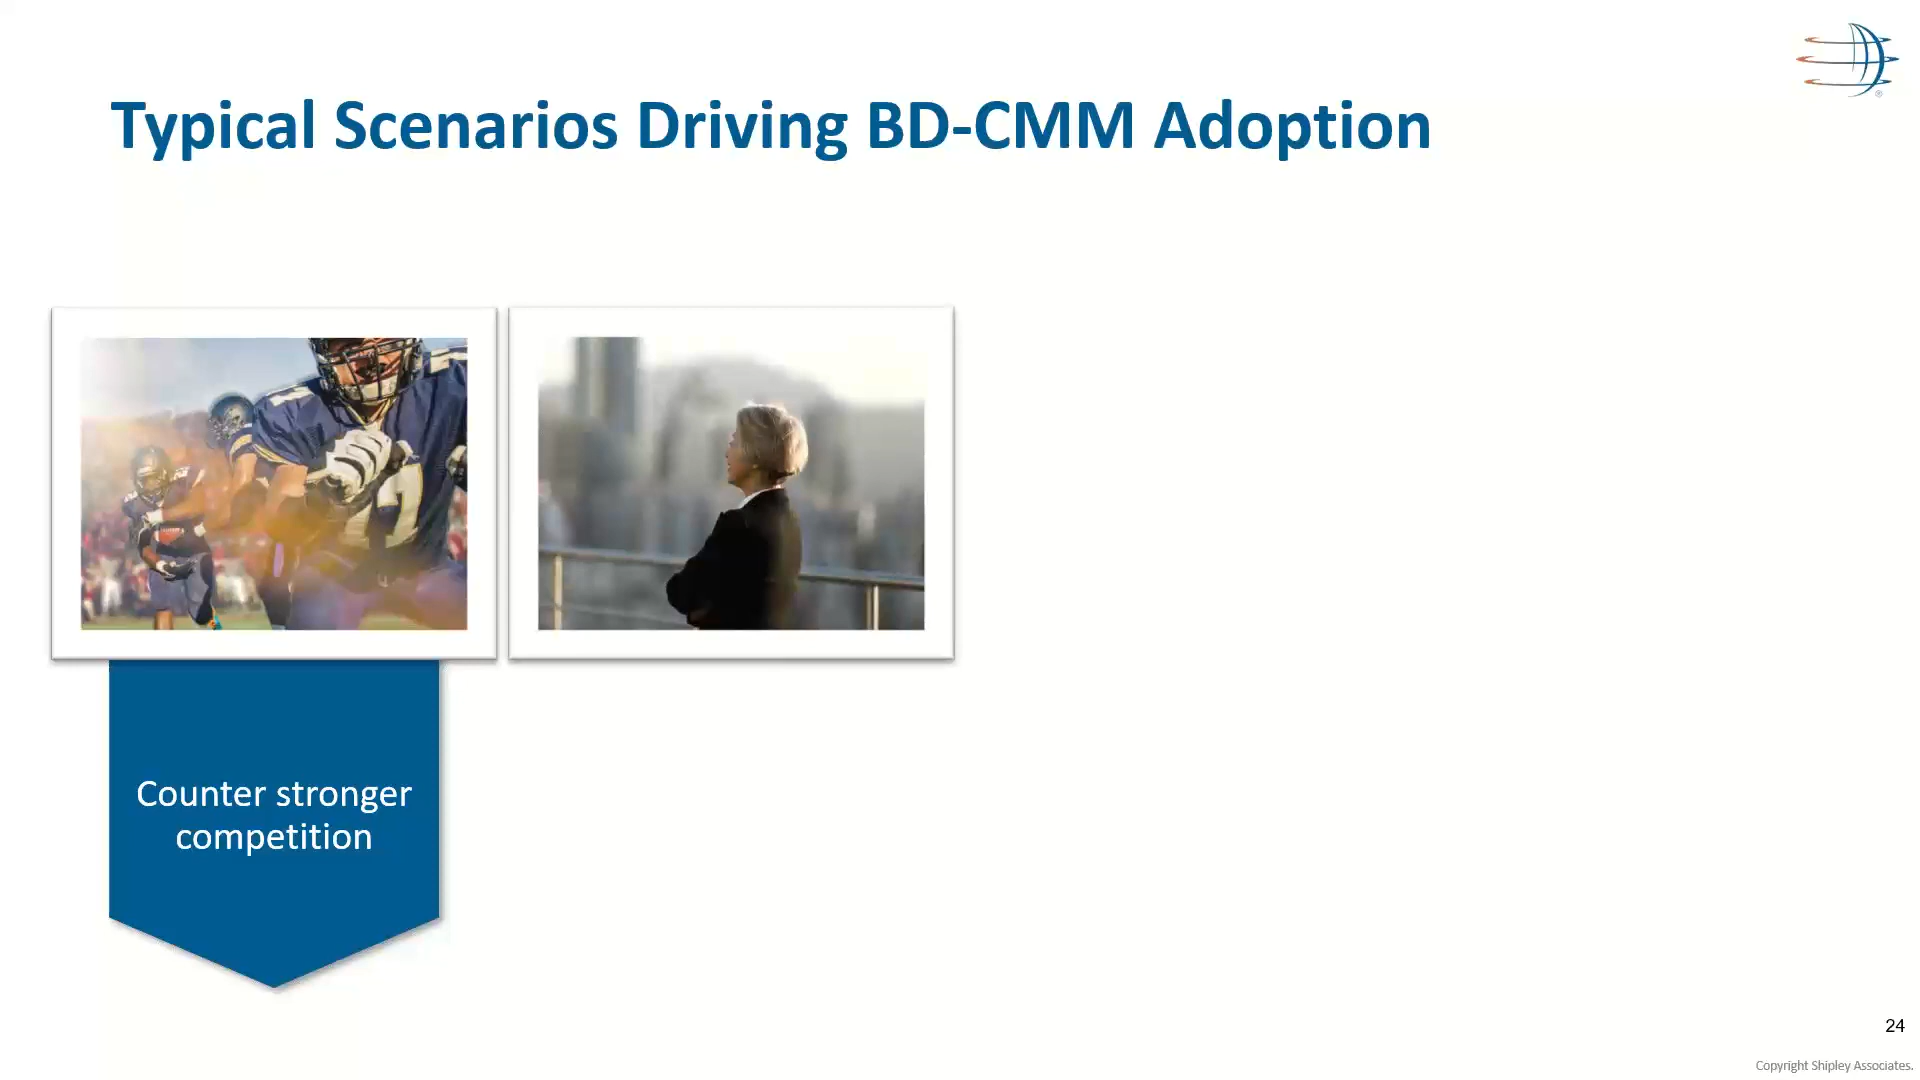 Typical Scenarios Driving BD-CMM Adoption
Counter stronger
competition
24
Copyright Shipley Associates.